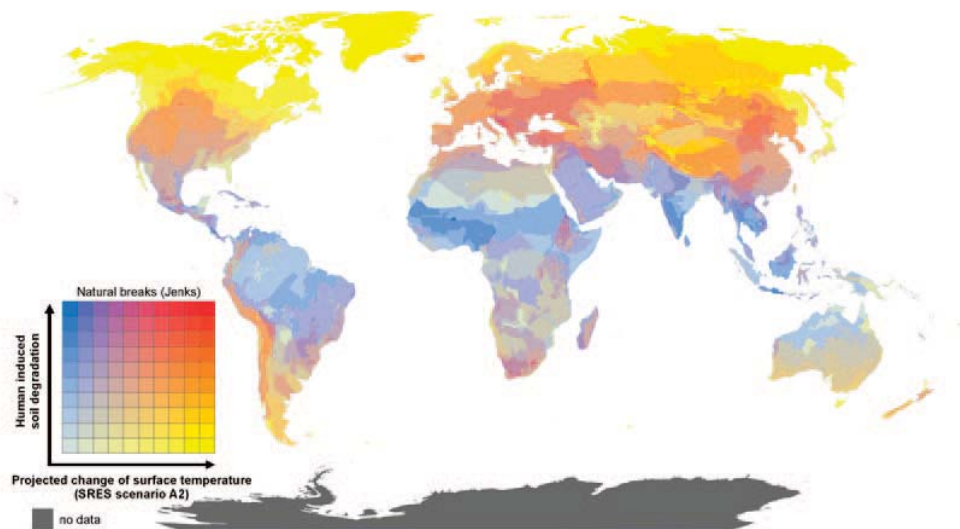 Natural breaks (Jenks)
Human induced
soil degradation
Projected change of surface temperature
(SRES scenario A2)
no data